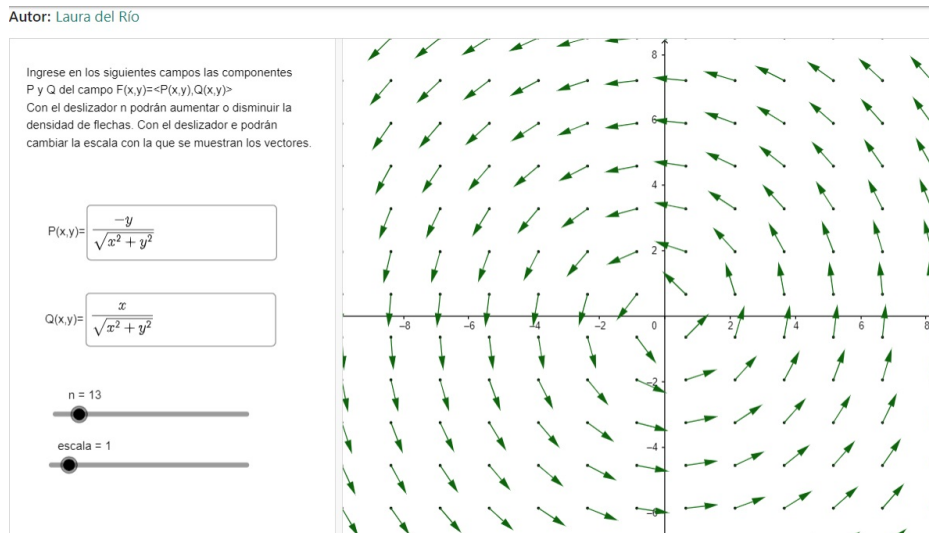 Autor: Laura del Río
Ingrese en los siguientes campos las componentes
P y Q del campo F(x,y)=<P(x,y),Q(x,y)>
Con el deslizador n podrán aumentar o disminuir la
densidad de flechas. Con el deslizador e podrán
cambiar la escala con la que se muestran los vectores.
P(x,y)= −y / √(x² + y²)
Q(x,y)= x / √(x² + y²)
n = 13
escala = 1
8
6
4
2
−8 −6 −4 −2 0 2 4 6 8
−2
−4
−6